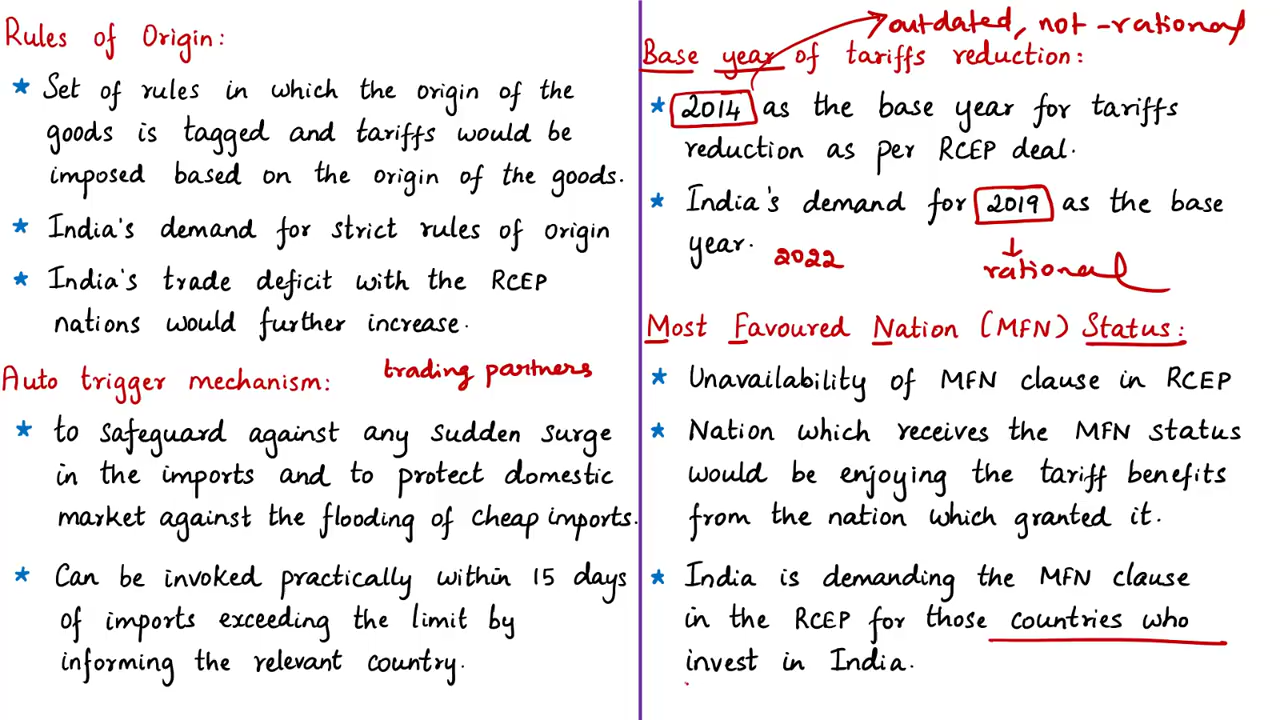 Rules of Origin:
★ Set of rules in which the origin of the
goods is tagged and tariffs would be
imposed based on the origin of the goods.
★ India's demand for strict rules of origin
★ India's trade deficit with the RCEP
nations would further increase.
trading partners
Auto trigger mechanism:
★ to safeguard against any sudden surge
in the imports and to protect domestic
market against the flooding of cheap imports.
★ Can be invoked practically within 15 days
of imports exceeding the limit by
informing the relevant country.
outdated, not-rational
Base year of tariffs reduction:
★ 2014 as the base year for tariffs
reduction as per RCEP deal.
★ India's demand for 2019 as the base
year. 2022
rational
Most Favoured Nation (MFN) Status:
★ Unavailability of MFN clause in RCEP
★ Nation which receives the MFN status
would be enjoying the tariff benefits
from the nation which granted it.
★ India is demanding the MFN clause
in the RCEP for those countries who
invest in India.